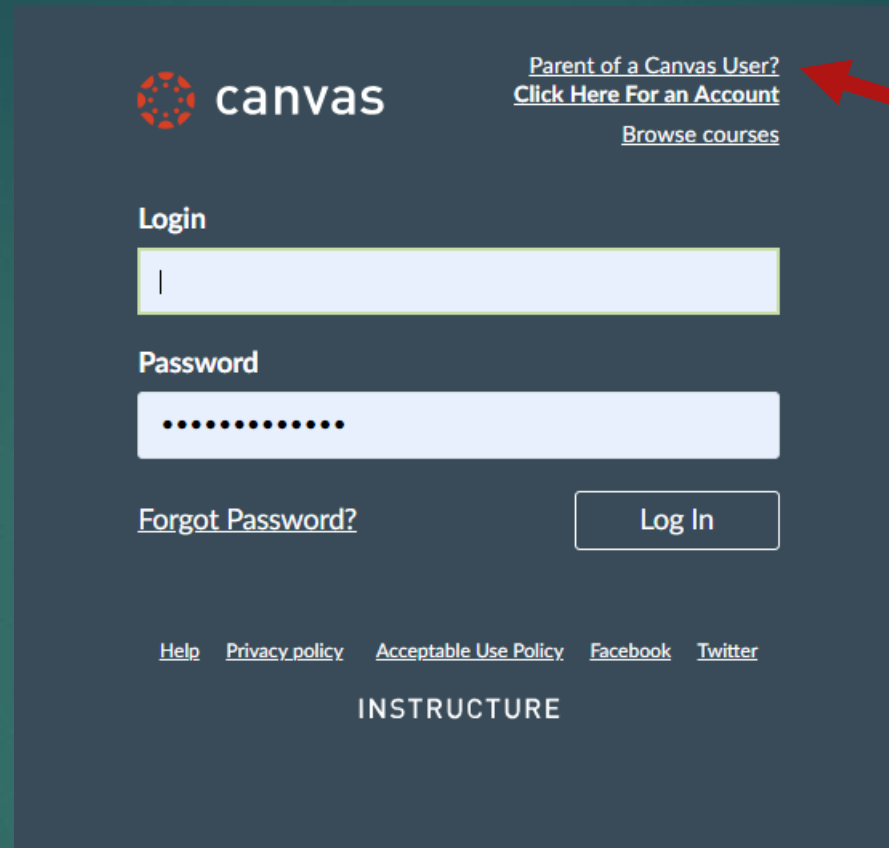 canvas
Parent of a Canvas User?
Click Here For an Account
Browse courses
Login
Password
•••••••••••••
Forgot Password?
Log In
Help Privacy policy Acceptable Use Policy Facebook Twitter
INSTRUCTURE